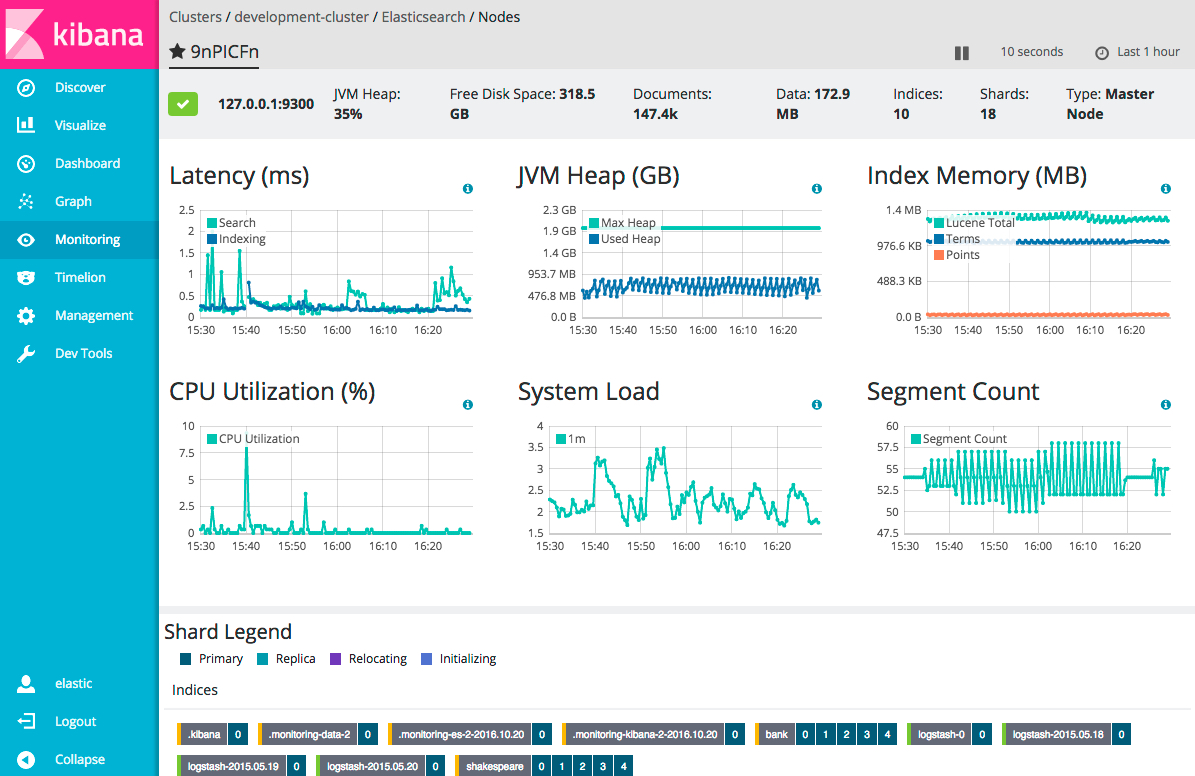 kibana
Discover
Visualize
Dashboard
Graph
Monitoring
Timelion
Management
Dev Tools
elastic
Logout
Collapse
Clusters / development-cluster / Elasticsearch / Nodes
9nPICFn
10 seconds Last 1 hour
127.0.0.1:9300
JVM Heap: 35%
Free Disk Space: 318.5 GB
Documents: 147.4k
Data: 172.9 MB
Indices: 10
Shards: 18
Type: Master Node
Latency (ms)
Search
Indexing
2.5
2
1.5
1
0.5
0
15:30 15:40 15:50 16:00 16:10 16:20
JVM Heap (GB)
Max Heap
Used Heap
2.3 GB
1.9 GB
1.4 GB
953.7 MB
476.8 MB
0.0 B
15:30 15:40 15:50 16:00 16:10 16:20
Index Memory (MB)
Lucene Total
Terms
Points
1.4 MB
976.6 KB
488.3 KB
0.0 B
15:30 15:40 15:50 16:00 16:10 16:20
CPU Utilization (%)
CPU Utilization
10
7.5
5
2.5
0
15:30 15:40 15:50 16:00 16:10 16:20
System Load
1m
4
3.5
3
2.5
2
1.5
15:30 15:40 15:50 16:00 16:10 16:20
Segment Count
Segment Count
60
57.5
55
52.5
50
47.5
15:30 15:40 15:50 16:00 16:10 16:20
Shard Legend
Primary Replica Relocating Initializing
Indices
.kibana 0 .monitoring-data-2 0 .monitoring-es-2-2016.10.20 0 .monitoring-kibana-2-2016.10.20 0 bank 0 1 2 3 4 logstash-0 0 logstash-2015.05.18 0
logstash-2015.05.19 0 logstash-2015.05.20 0 shakespeare 0 1 2 3 4